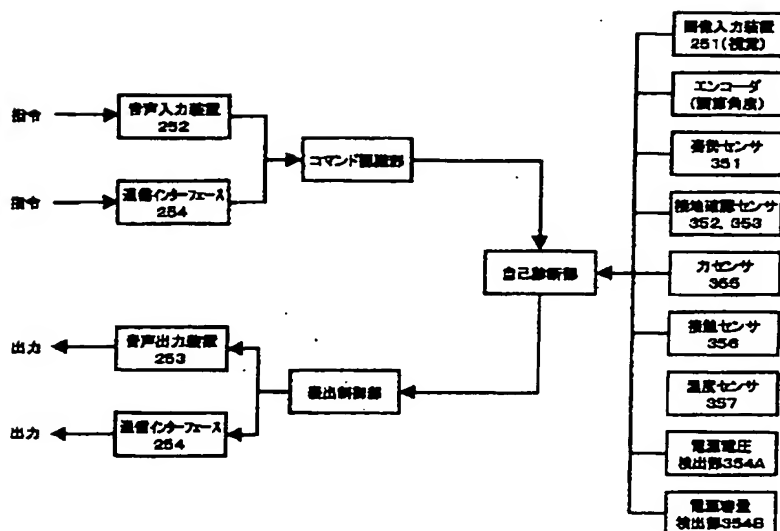 指令
音声入力装置
252
指令
通信インターフェース
254
コマンド認識部
自己診断部
出力
音声出力装置
253
出力
通信インターフェース
254
表出制御部
画像入力装置
251(視覚)
エンコーダ
(関節角度)
姿勢センサ
351
接地確認センサ
352、353
力センサ
355
接触センサ
356
温度センサ
357
電源電圧
検出部354A
電源容量
検出部354B